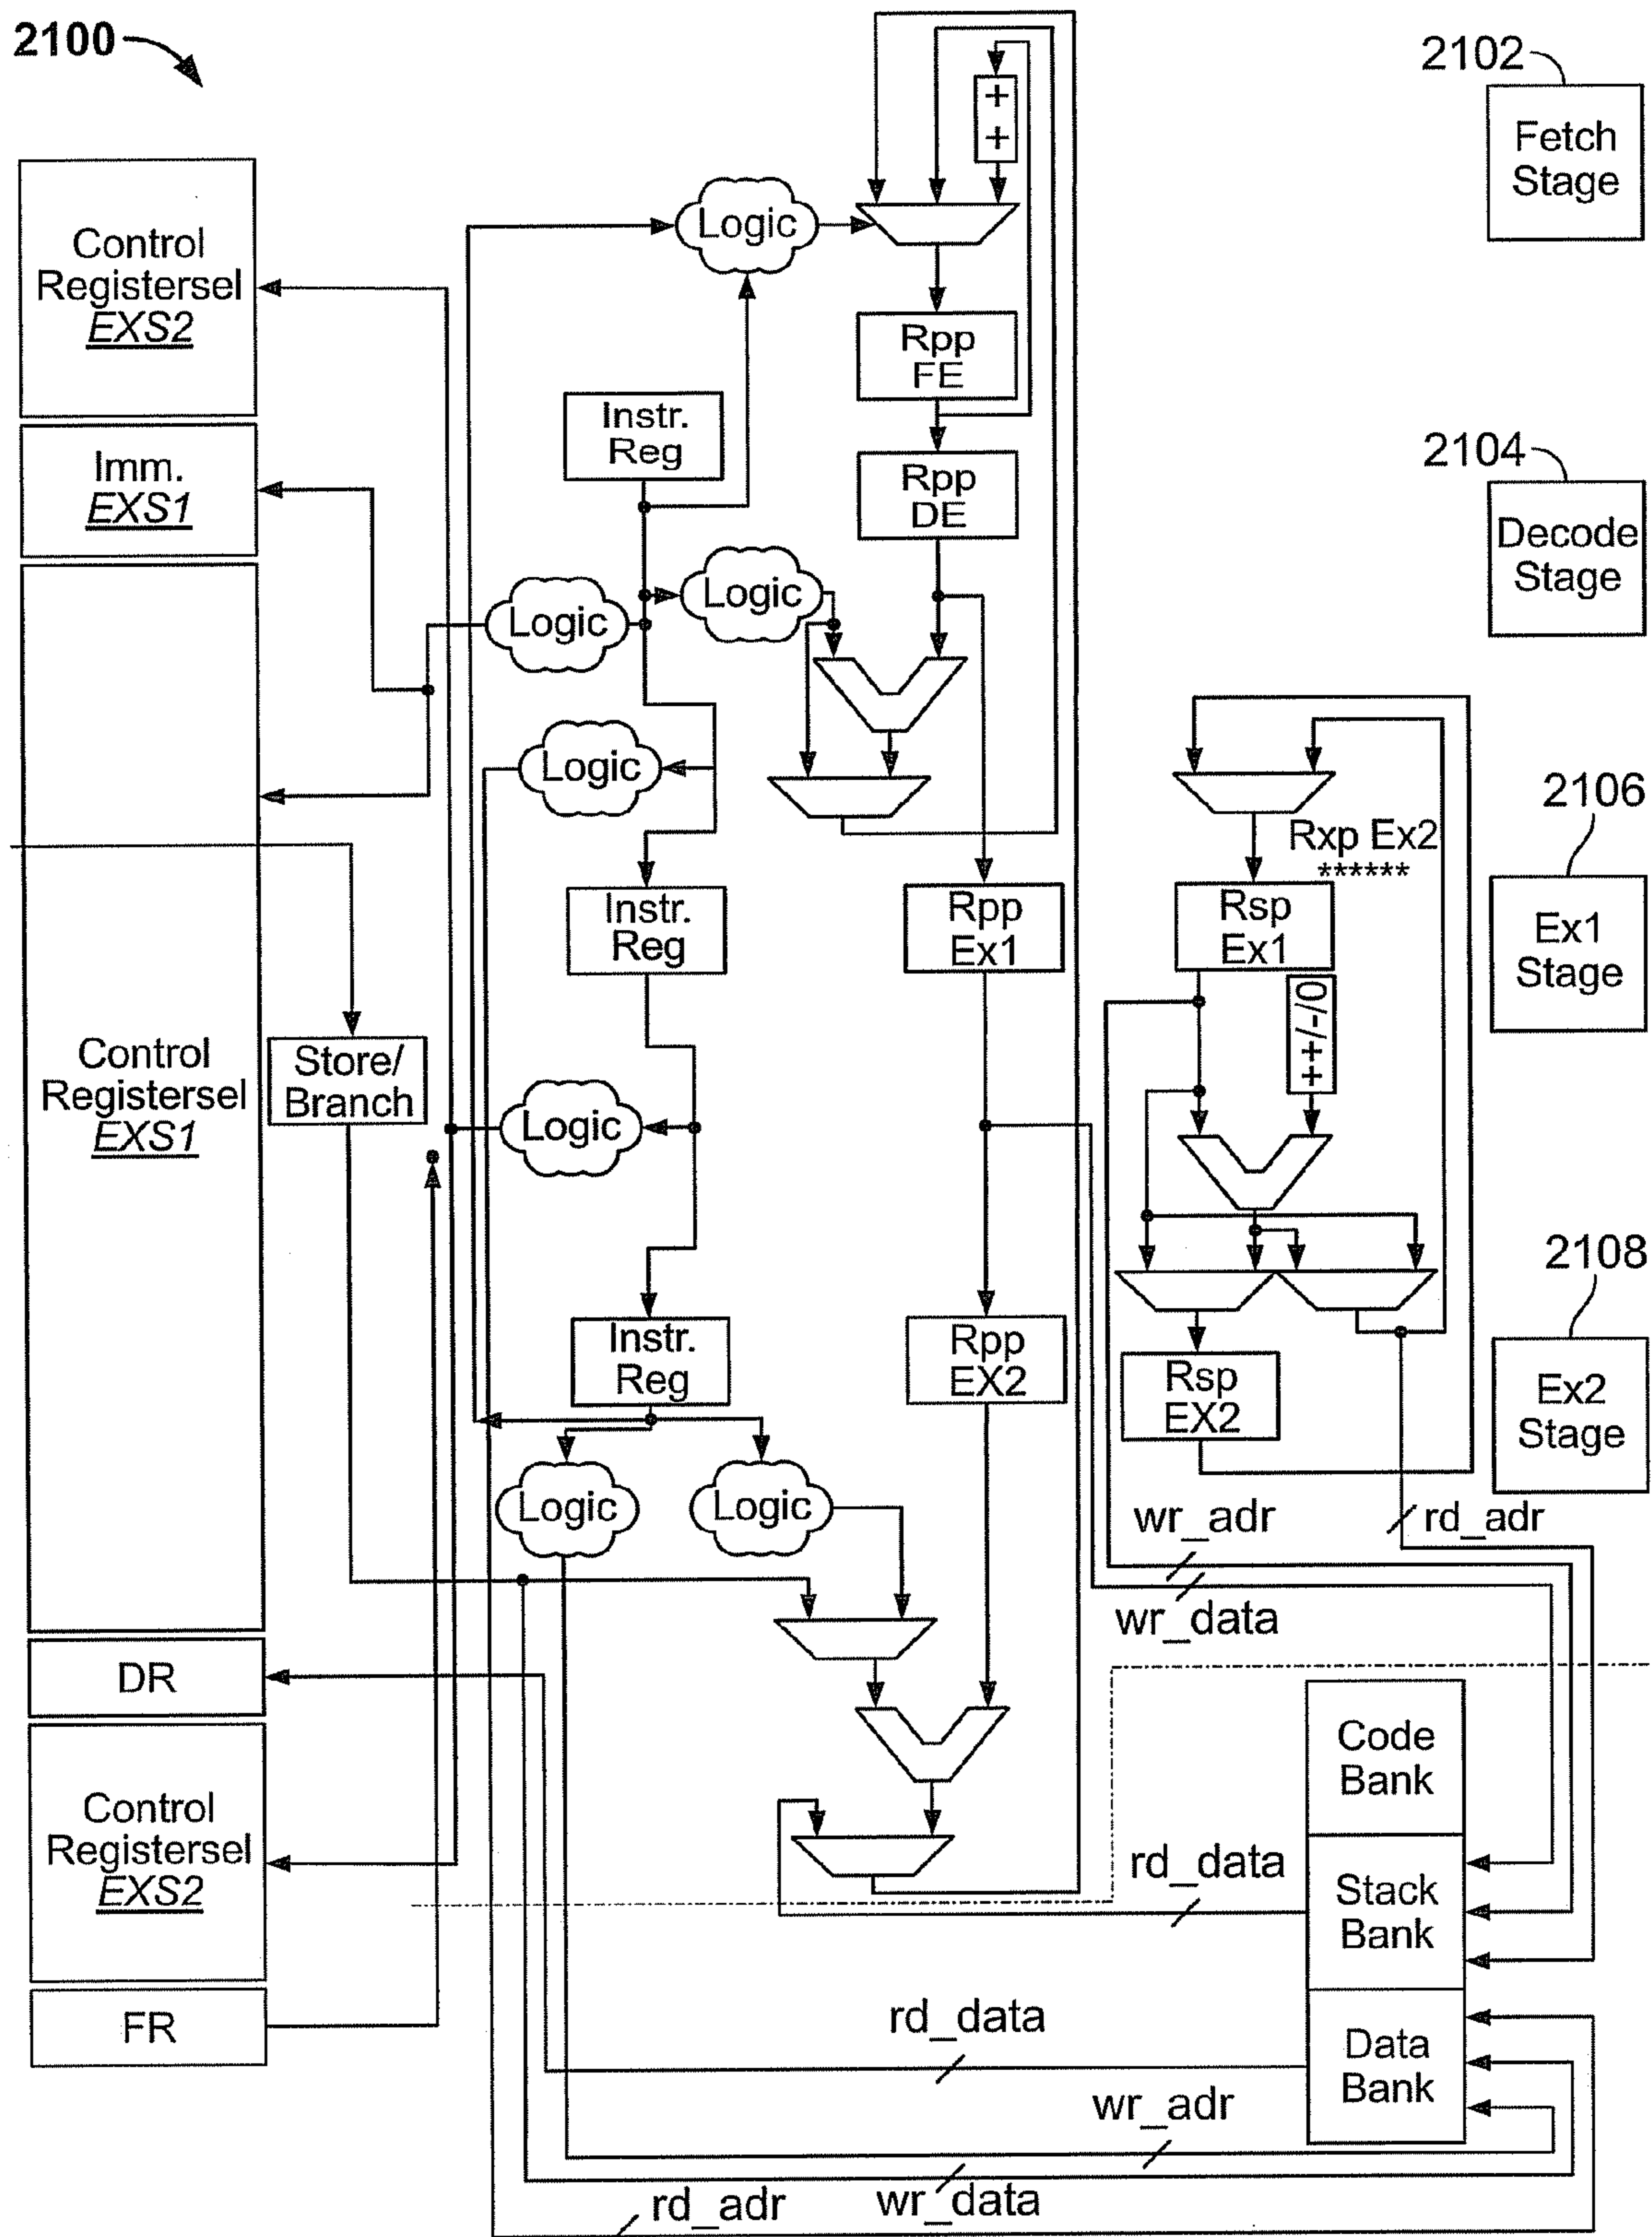 2100
2102
Fetch
Stage
+
+
Logic
Control
Registersel
EXS2
Rpp
FE
Instr.
Reg
Imm.
EXS1
Rpp
DE
2104
Decode
Stage
Logic
Logic
Logic
2106
Rxp Ex2
******
Ex1
Stage
Instr.
Reg
Rpp
Ex1
Rsp
Ex1
++/-/0
Control
Registersel
EXS1
Store/
Branch
Logic
2108
Instr.
Reg
Rpp
EX2
Rsp
EX2
Ex2
Stage
Logic
Logic
wr_adr
rd_adr
wr_data
DR
Code
Bank
Control
Registersel
EXS2
rd_data
Stack
Bank
FR
rd_data
Data
Bank
wr_adr
wr_data
rd_adr